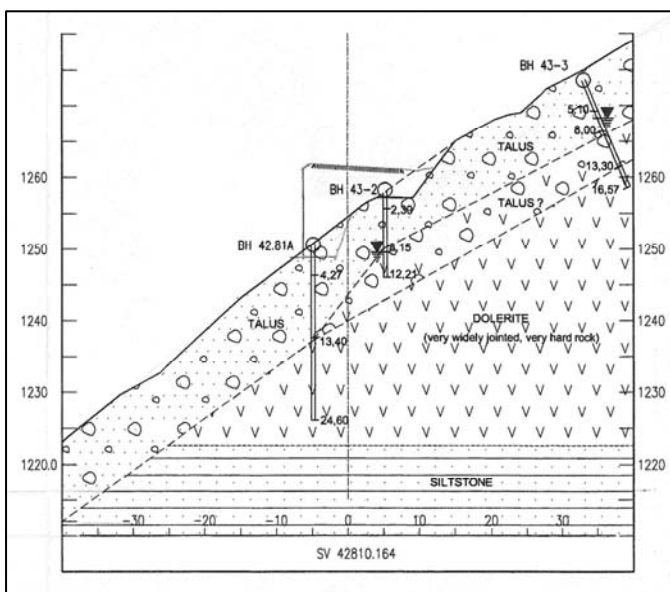 BH 43-3
5,10
6,00
TALUS
1260
13,30
1260
BH 43-2
16,57
2,30
TALUS ?
1250
BH 42.81A
8,15
1250
4,27
12,21
1240
TALUS
DOLERITE
1240
13,40
(very widely jointed, very hard rock)
1230
1230
24,60
1220.0
1220
SILTSTONE
-30 -20 -10 0 10 20 30
SV 42810.164